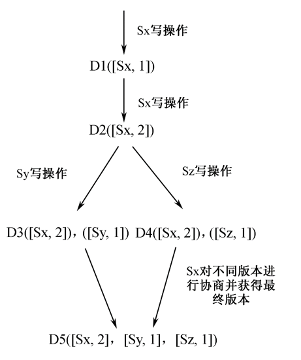 Sx写操作
D1([Sx, 1])
Sx写操作
D2([Sx, 2])
Sy写操作
Sz写操作
D3([Sx, 2]), ([Sy, 1])
D4([Sx, 2]), ([Sz, 1])
Sx对不同版本进
行协商并获得最
终版本
D5([Sx, 2], [Sy, 1], [Sz, 1])